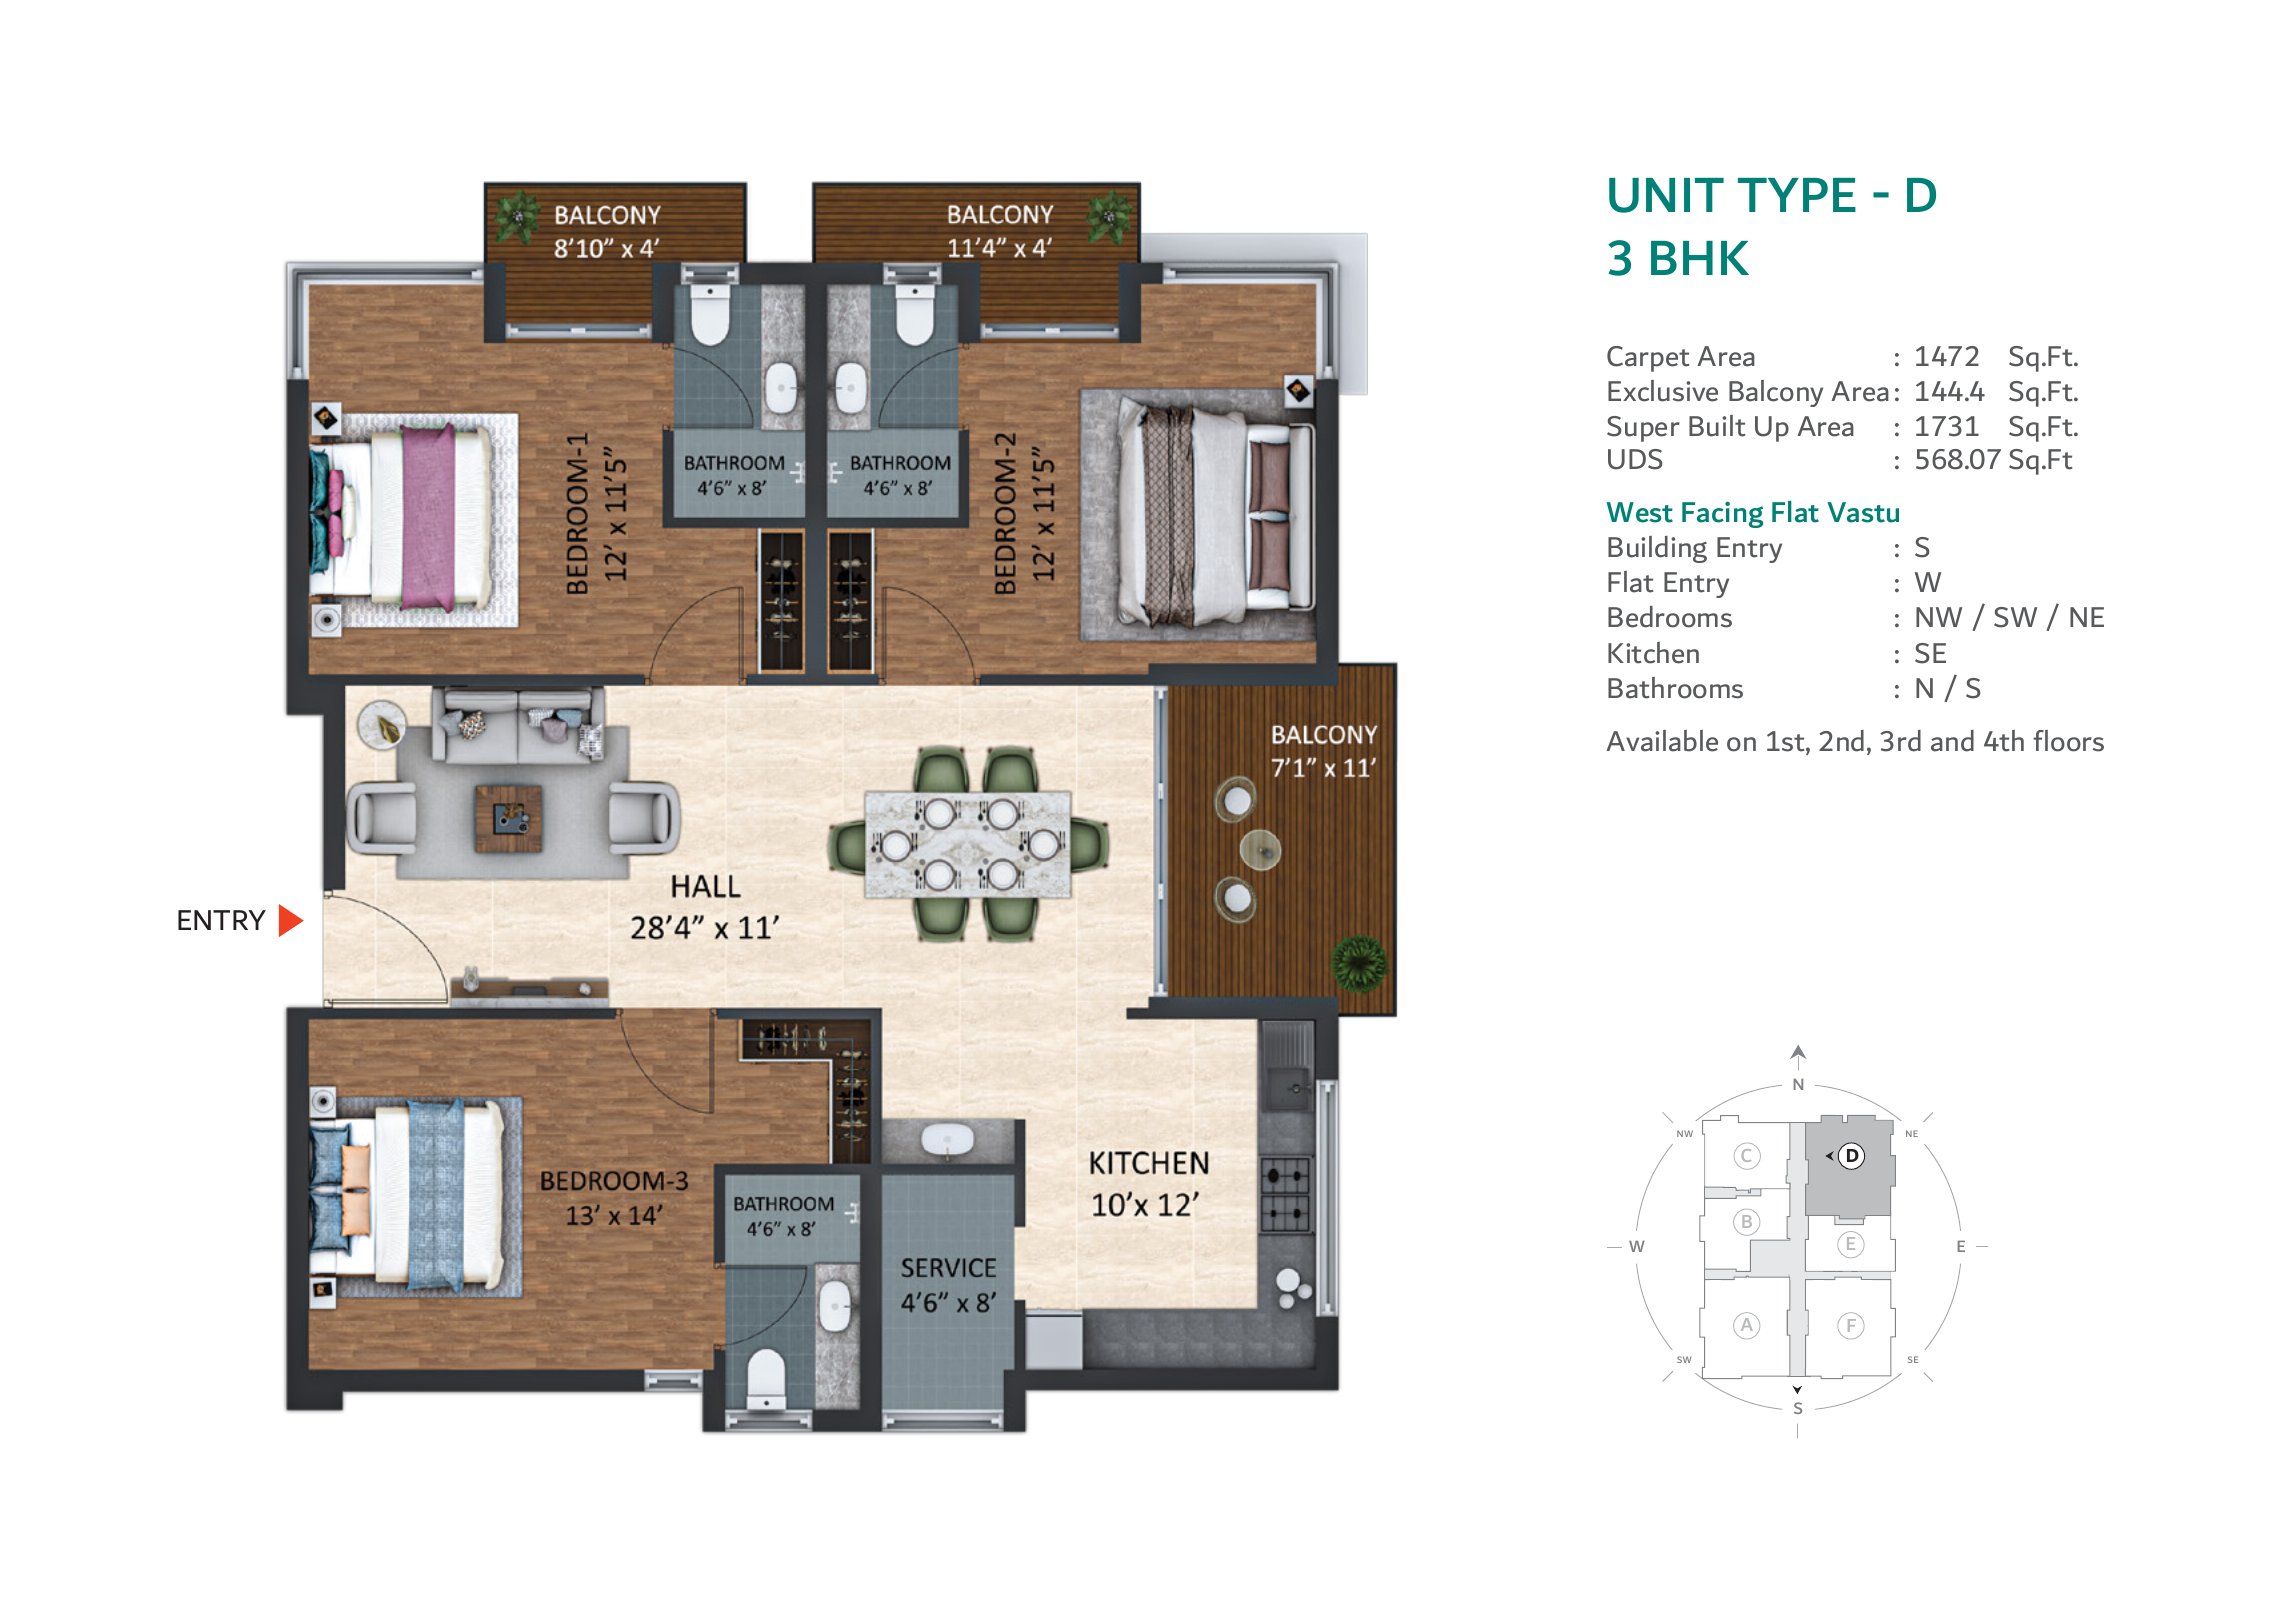 UNIT TYPE - D
3 BHK
Carpet Area : 1472 Sq.Ft.
Exclusive Balcony Area : 144.4 Sq.Ft.
Super Built Up Area : 1731 Sq.Ft.
UDS : 568.07 Sq.Ft
West Facing Flat Vastu
Building Entry : S
Flat Entry : W
Bedrooms : NW / SW / NE
Kitchen : SE
Bathrooms : N / S
Available on 1st, 2nd, 3rd and 4th floors
BALCONY
8’10” x 4’
BALCONY
11’4” x 4’
BEDROOM-1
12’ x 11’5”
BATHROOM
4’6” x 8’
BATHROOM
4’6” x 8’
BEDROOM-2
12’ x 11’5”
BALCONY
7’1” x 11’
HALL
28’4” x 11’
ENTRY
BEDROOM-3
13’ x 14’
BATHROOM
4’6” x 8’
SERVICE
4’6” x 8’
KITCHEN
10’x 12’
N
NW
NE
C
D
B
E
W
E
A
F
SW
SE
S